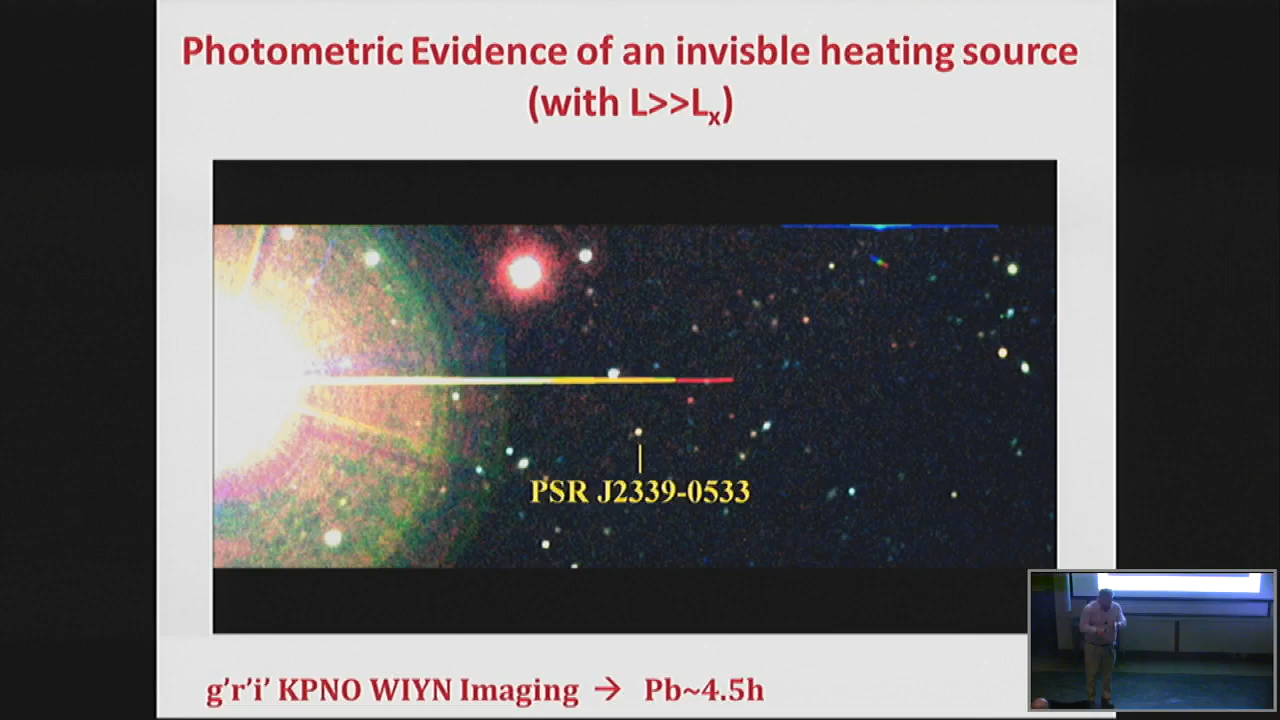 Photometric Evidence of an invisble heating source
(with L>>Lx)
PSR J2339-0533
g'r'i' KPNO WIYN Imaging → Pb~4.5h